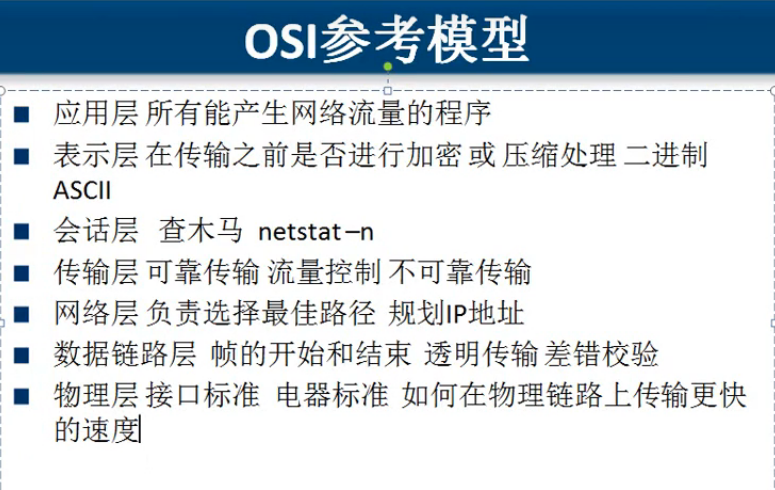 OSI参考模型
应用层 所有能产生网络流量的程序
表示层 在传输之前是否进行加密 或 压缩处理 二进制
ASCII
会话层 查木马 netstat –n
传输层 可靠传输 流量控制 不可靠传输
网络层 负责选择最佳路径 规划IP地址
数据链路层 帧的开始和结束 透明传输 差错校验
物理层 接口标准 电器标准 如何在物理链路上传输更快
的速度